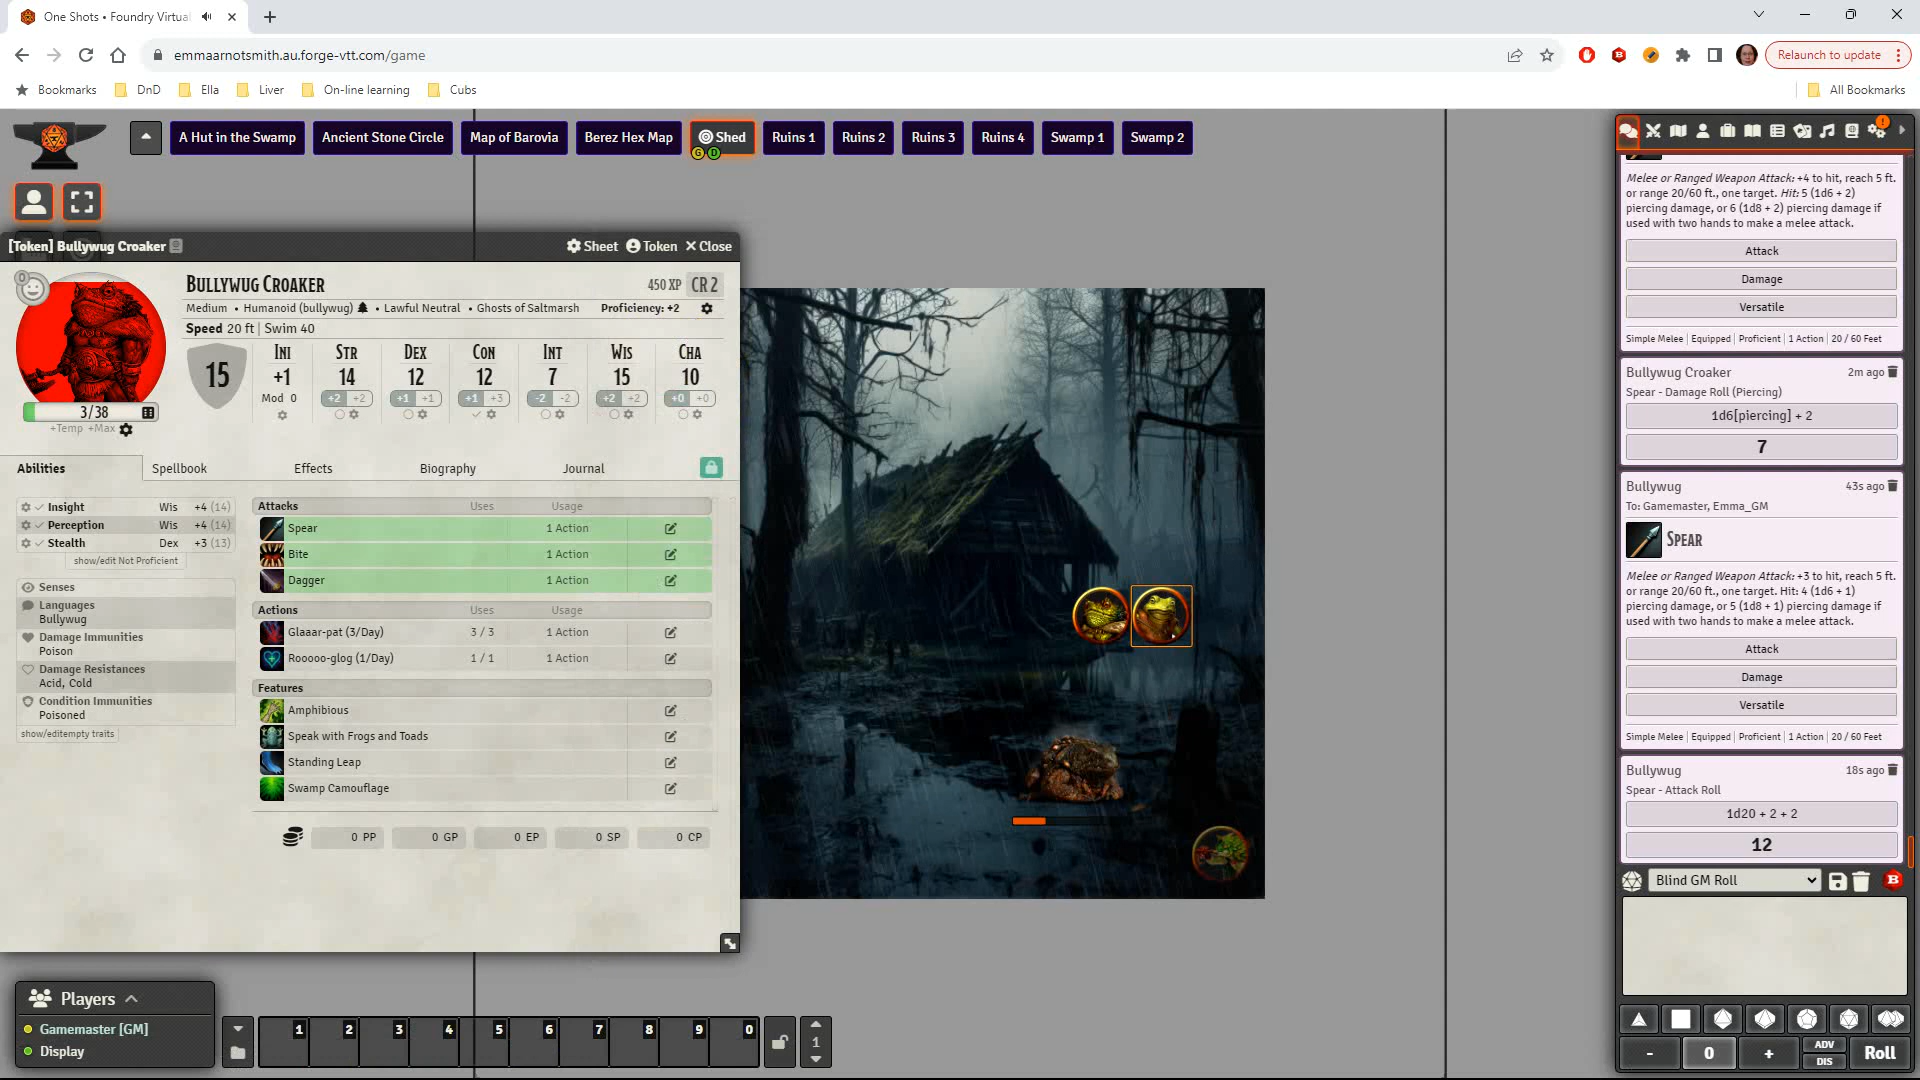 One Shots • Foundry Virtual
emmaarnotsmith.au.forge-vtt.com/game
Relaunch to update
Bookmarks
DnD
Ella
Liver
On-line learning
Cubs
All Bookmarks
A Hut in the Swamp
Ancient Stone Circle
Map of Barovia
Berez Hex Map
Shed
G D
Ruins 1
Ruins 2
Ruins 3
Ruins 4
Swamp 1
Swamp 2
[Token] Bullywug Croaker
Sheet
Token
Close
0
Bullywug Croaker
450 XP
CR 2
Medium • Humanoid (bullywug) • Lawful Neutral • Ghosts of Saltmarsh
Proficiency: +2
Speed 20 ft | Swim 40
15
Ini Str Dex Con Int Wis Cha
+1 14 12 12 7 15 10
Mod 0 +2 +2 +1 +1 +1 +3 -2 -2 +2 +2 +0 +0
3/38
+Temp +Max
Abilities
Spellbook
Effects
Biography
Journal
Insight Wis +4 (14)
Perception Wis +4 (14)
Stealth Dex +3 (13)
show/edit Not Proficient
Senses
Languages
Bullywug
Damage Immunities
Poison
Damage Resistances
Acid, Cold
Condition Immunities
Poisoned
show/editempty traits
Attacks Uses Usage
Spear 1 Action
Bite 1 Action
Dagger 1 Action
Actions Uses Usage
Glaaar-pat (3/Day) 3 / 3 1 Action
Rooooo-glog (1/Day) 1 / 1 1 Action
Features
Amphibious
Speak with Frogs and Toads
Standing Leap
Swamp Camouflage
0 PP 0 GP 0 EP 0 SP 0 CP
Players
Gamemaster [GM]
Display
1 2 3 4 5 6 7 8 9 0
1
Melee or Ranged Weapon Attack: +4 to hit, reach 5 ft.
or range 20/60 ft., one target. Hit: 5 (1d6 + 2)
piercing damage, or 6 (1d8 + 2) piercing damage if
used with two hands to make a melee attack.
Attack
Damage
Versatile
Simple Melee | Equipped | Proficient | 1 Action | 20 / 60 Feet
Bullywug Croaker 2m ago
Spear - Damage Roll (Piercing)
1d6[piercing] + 2
7
Bullywug 43s ago
To: Gamemaster, Emma_GM
Spear
Melee or Ranged Weapon Attack: +3 to hit, reach 5 ft.
or range 20/60 ft., one target. Hit: 4 (1d6 + 1)
piercing damage, or 5 (1d8 + 1) piercing damage if
used with two hands to make a melee attack.
Attack
Damage
Versatile
Simple Melee | Equipped | Proficient | 1 Action | 20 / 60 Feet
Bullywug 18s ago
Spear - Attack Roll
1d20 + 2 + 2
12
Blind GM Roll
B
- 0 +
ADV
DIS
Roll